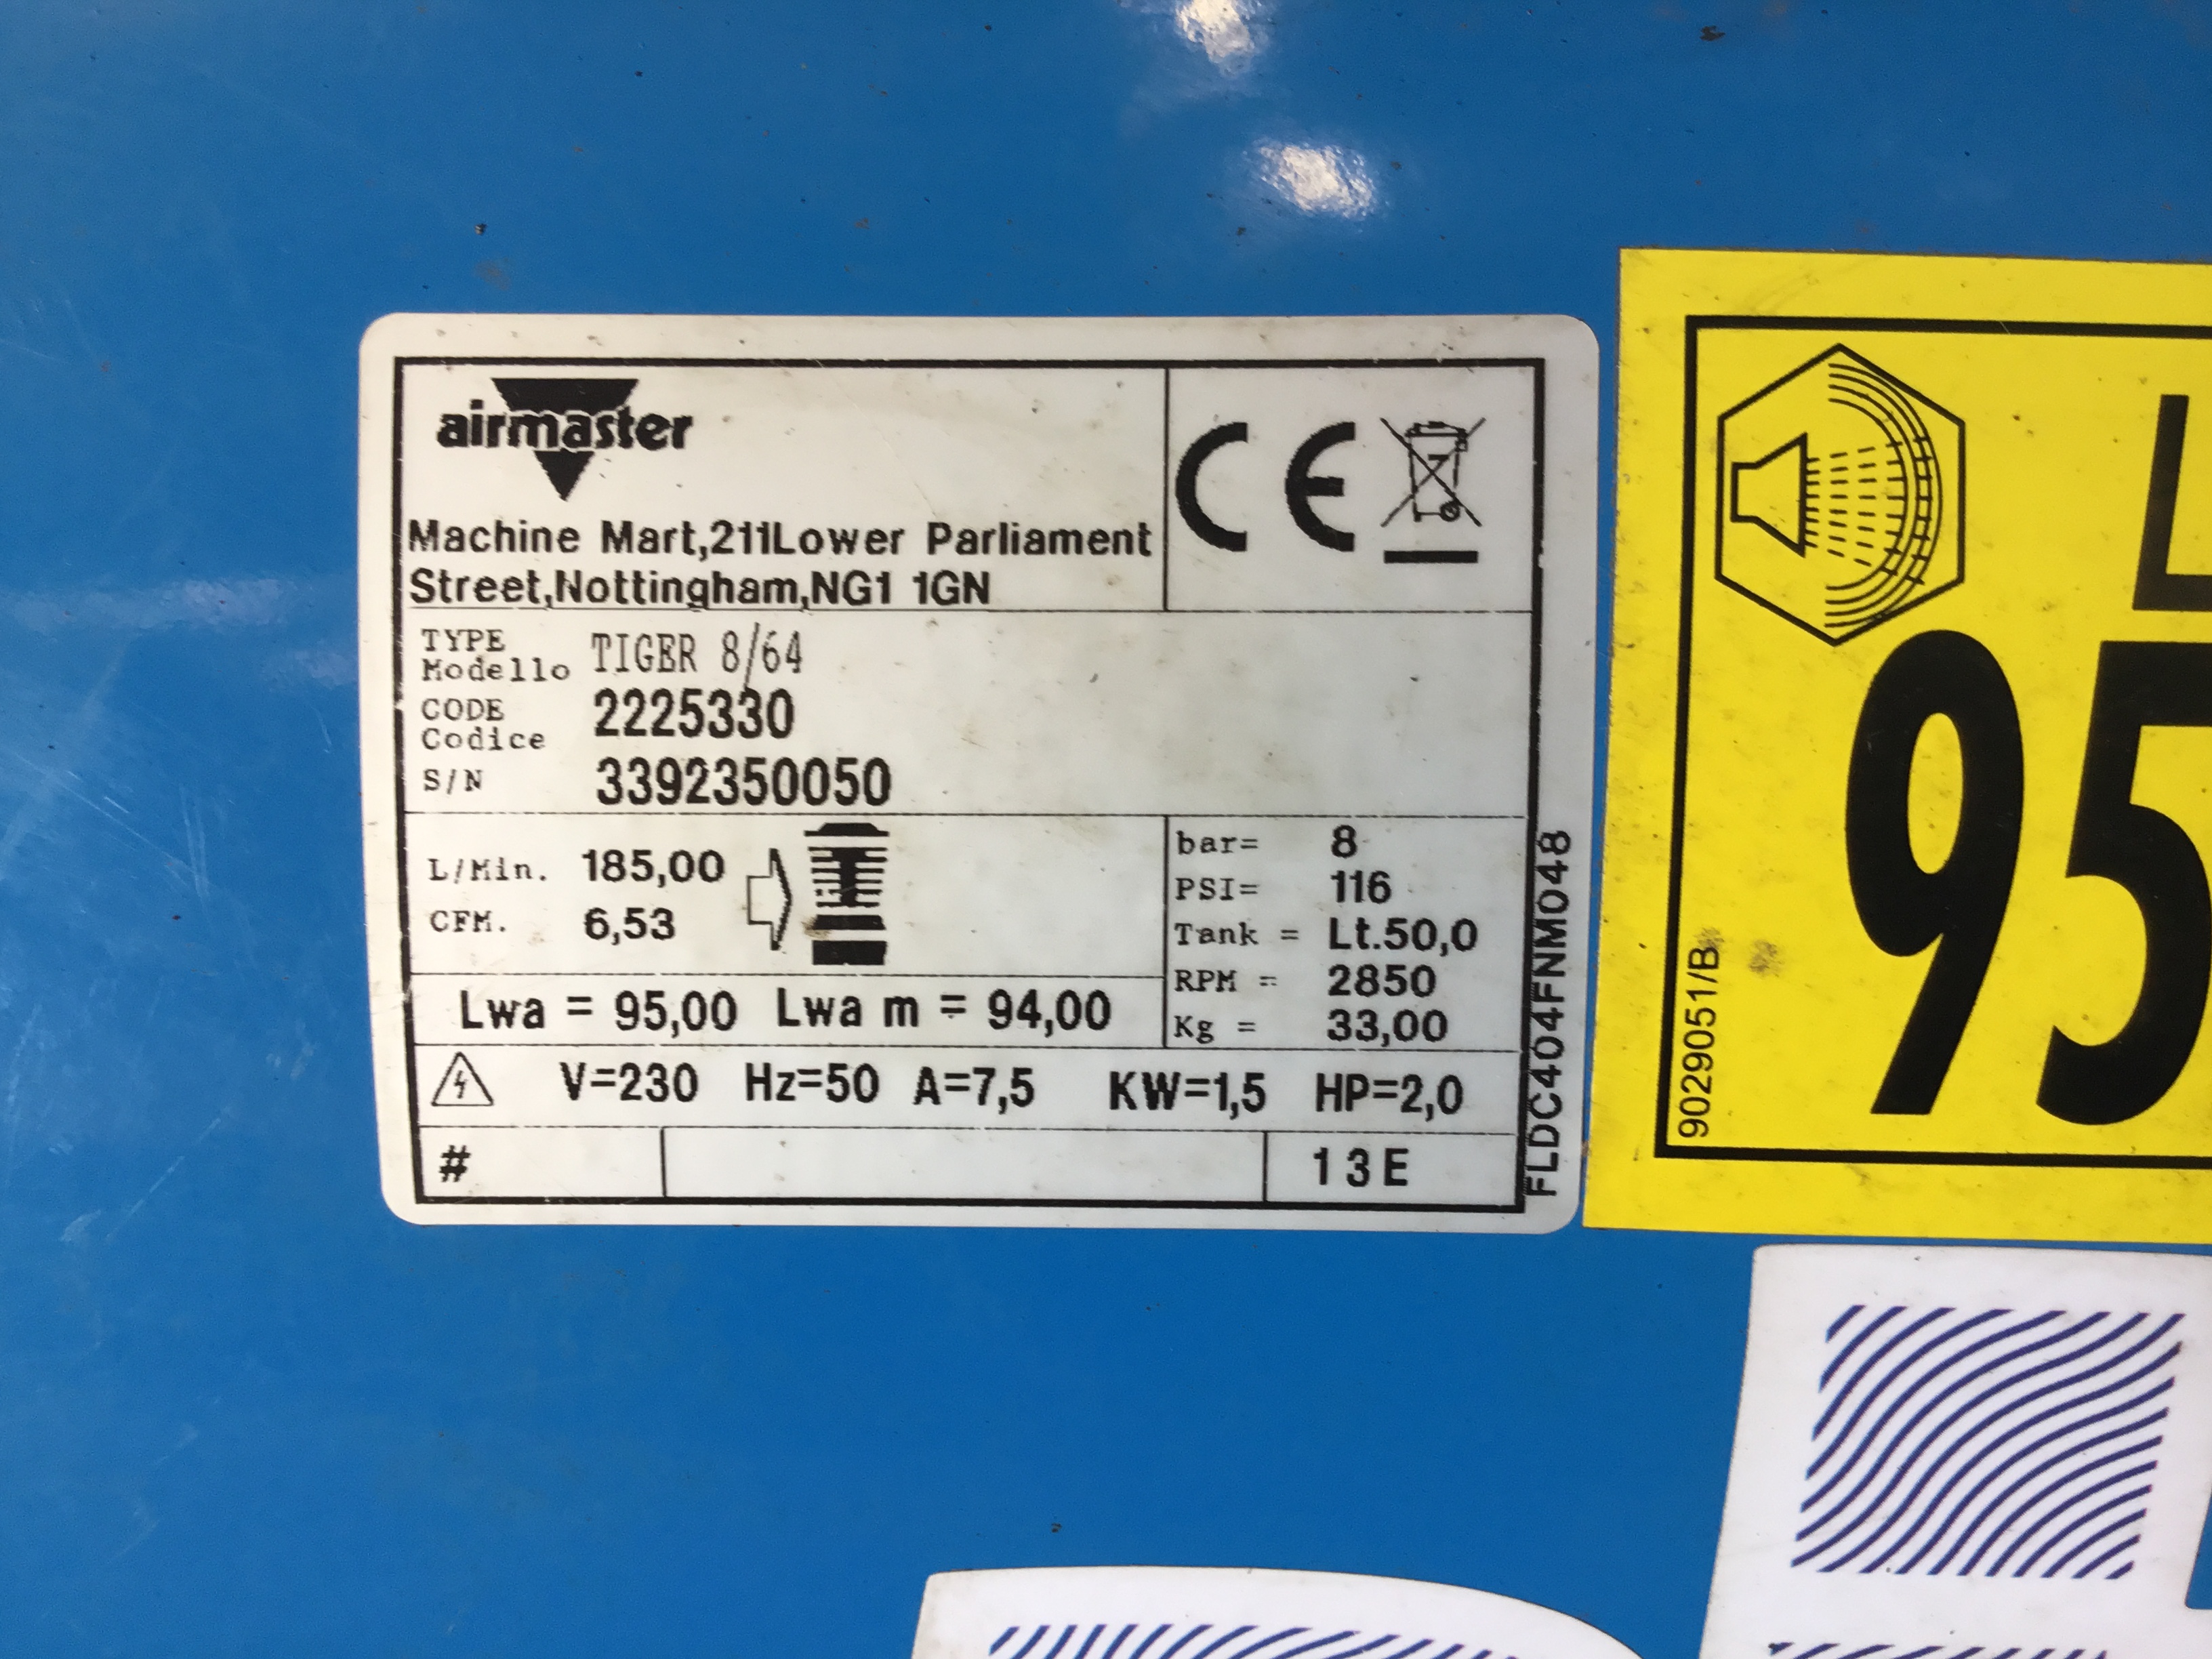 airmaster
CE
Machine Mart,211Lower Parliament
Street,Nottingham,NG1 1GN
TYPE
Modello
TIGER 8/64
CODE
Codice
2225330
S/N
3392350050
L/Min. 185,00
CFM. 6,53
bar= 8
PSI= 116
Tank = Lt.50,0
RPM = 2850
Kg = 33,00
Lwa = 95,00 Lwa m = 94,00
V=230 Hz=50 A=7,5 KW=1,5 HP=2,0
#
13E
FLDC404FNM048
L
95
9029051/B